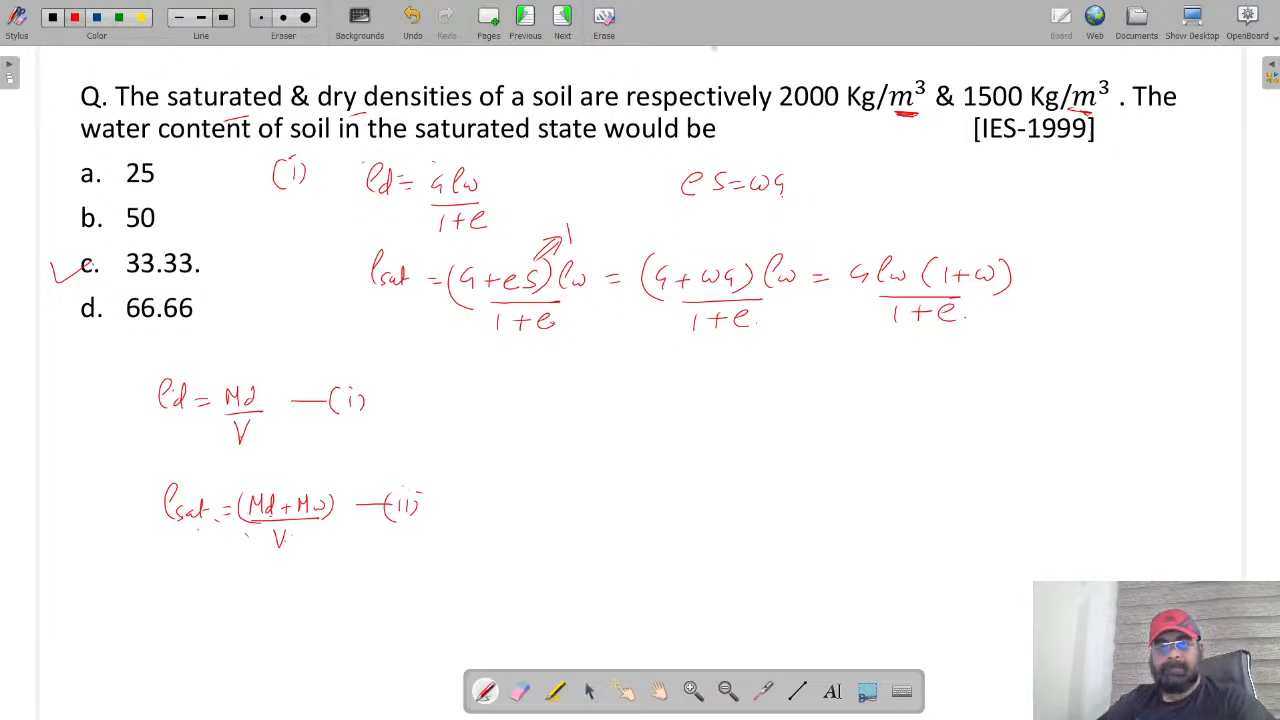 Stylus Color Line Eraser Backgrounds Undo Redo Pages Previous Next Erase Board Web Documents Show Desktop OpenBoard
Q. The saturated & dry densities of a soil are respectively 2000 Kg/m³ & 1500 Kg/m³ . The
water content of soil in the saturated state would be [IES-1999]
a. 25
b. 50
c. 33.33.
d. 66.66
(i) ρd = Gρw / 1+e
eS = wG
ρsat = (G+eS)ρw / 1+e = (G+wG)ρw / 1+e = Gρw(1+w) / 1+e
1
ρd = Md / V —(i)
ρsat = (Md+Mw) / V —(ii)
AI